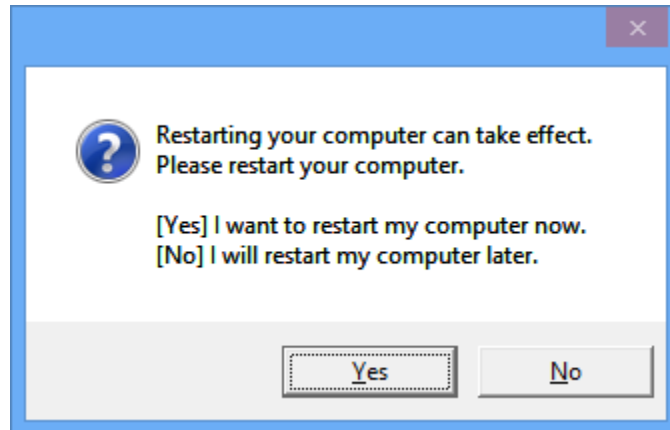 Restarting your computer can take effect.
Please restart your computer.
[Yes] I want to restart my computer now.
[No] I will restart my computer later.
Yes
No